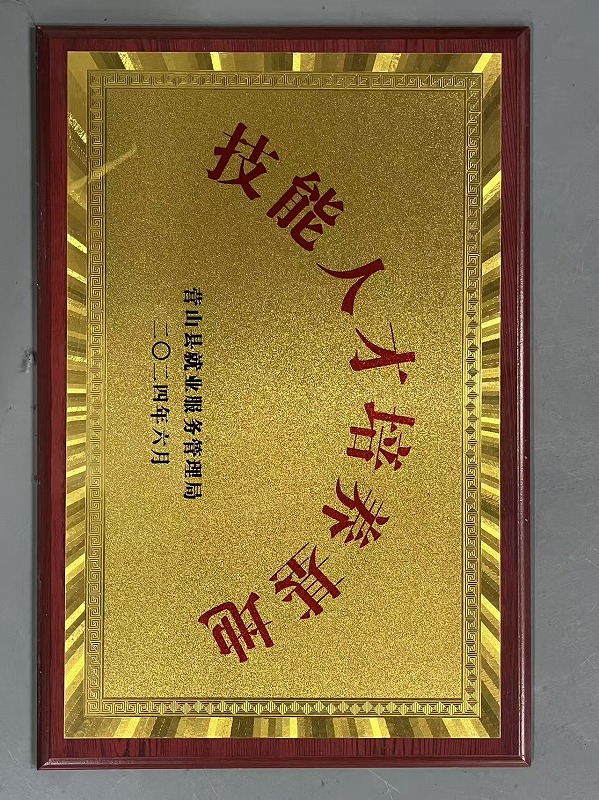 技能人才培养基地
营山县就业服务管理局
二〇二四年六月